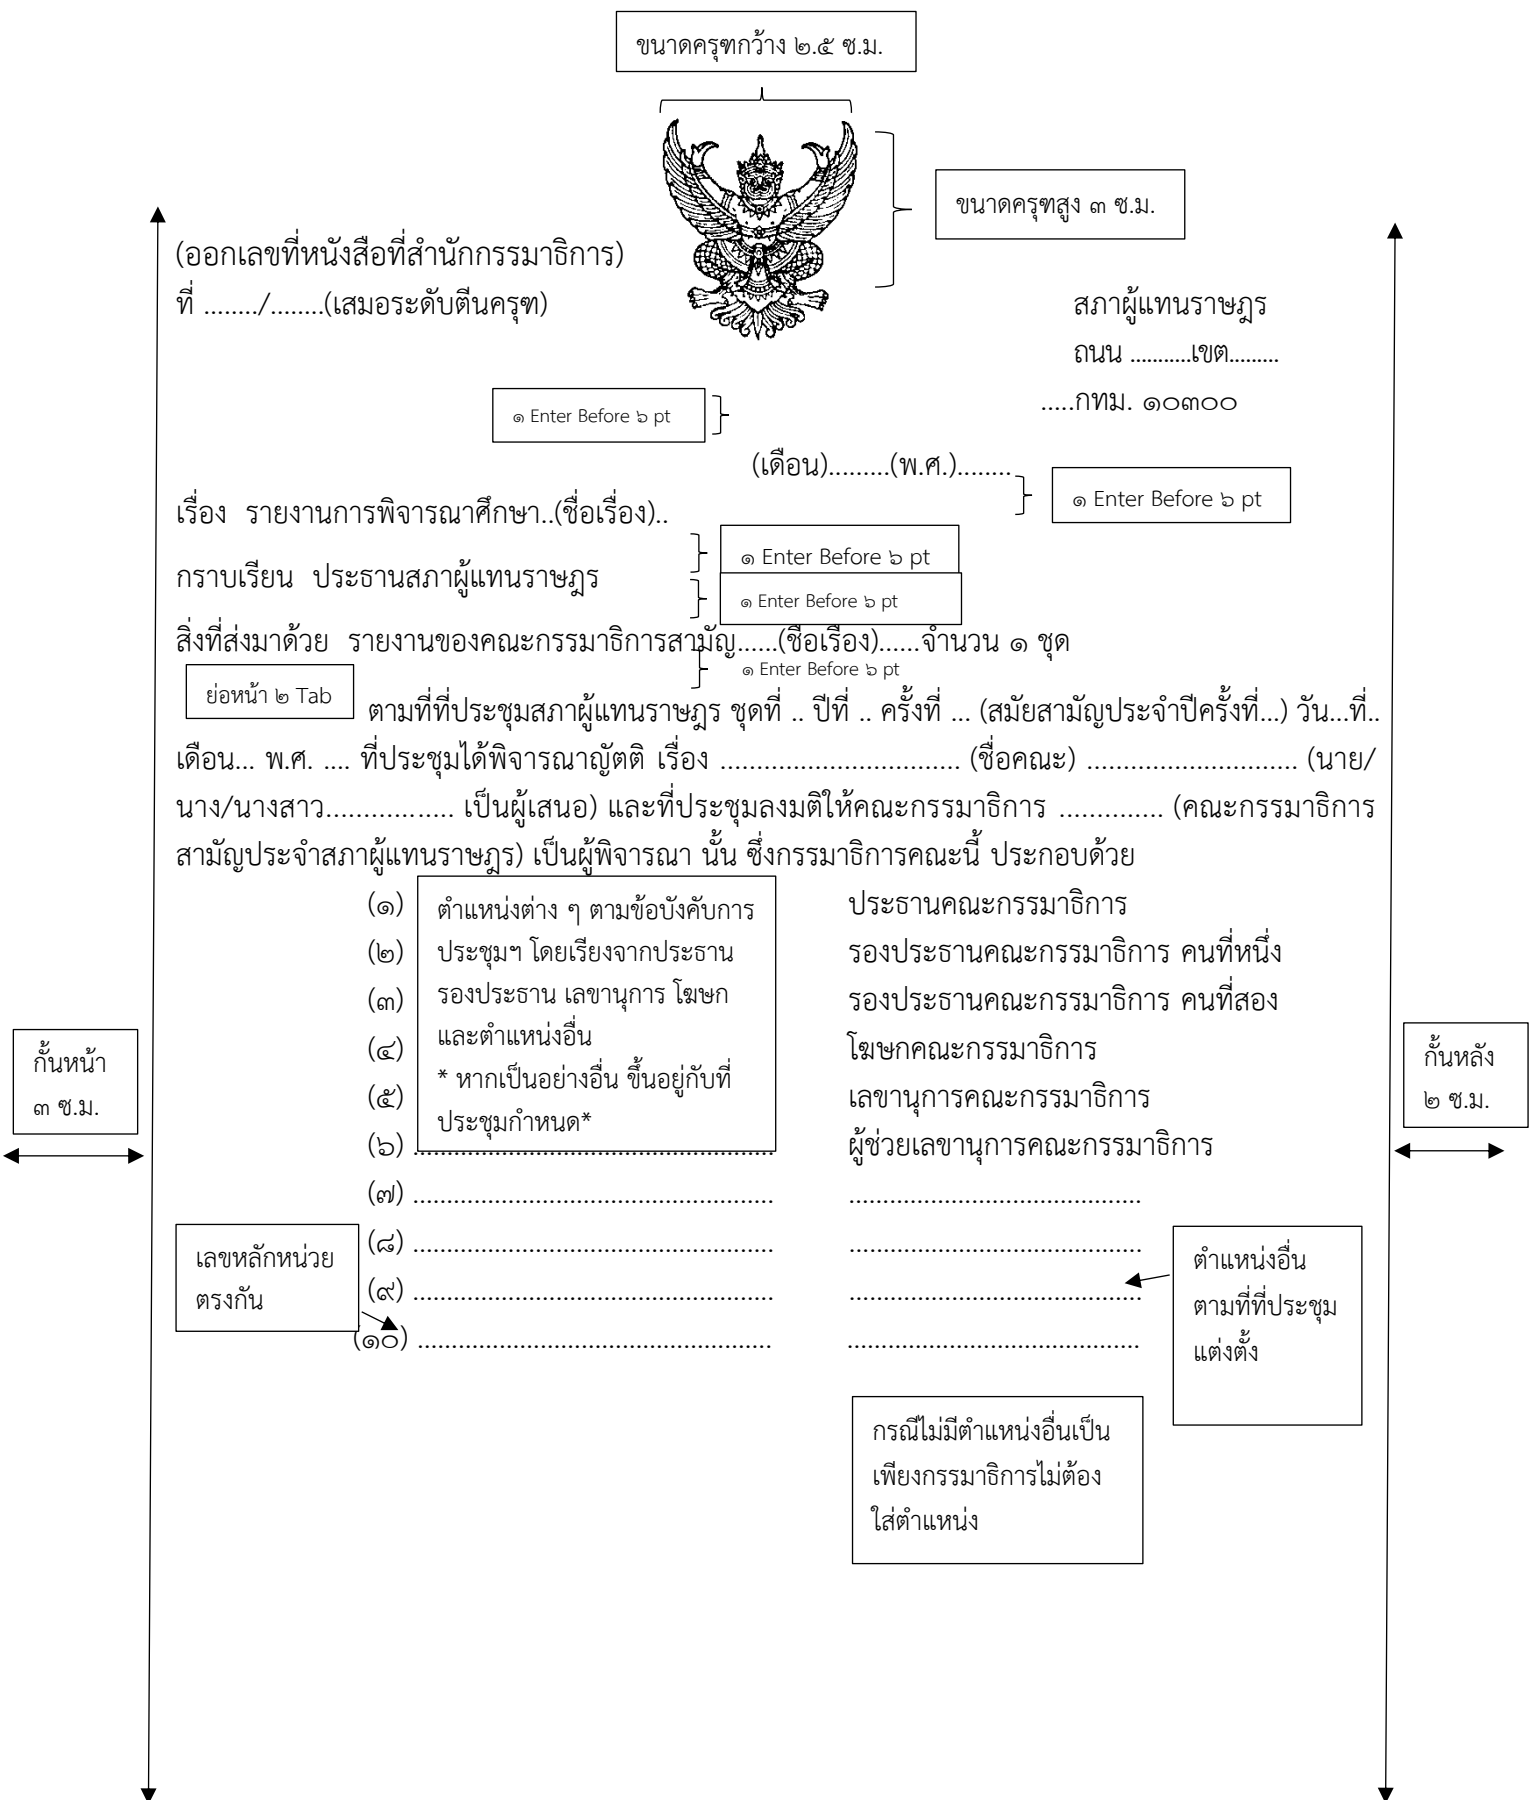 ขนาดครุฑกว้าง ๒.๕ ซ.ม.
ขนาดครุฑสูง ๓ ซ.ม.
(ออกเลขที่หนังสือที่สำนักกรรมาธิการ)
ที่ ......../........(เสมอระดับตีนครุฑ)
สภาผู้แทนราษฎร
ถนน ...........เขต.........
.....กทม. ๑๐๓๐๐
๑ Enter Before ๖ pt
(เดือน).........(พ.ศ.)........
๑ Enter Before ๖ pt
เรื่อง รายงานการพิจารณาศึกษา..(ชื่อเรื่อง)..
๑ Enter Before ๖ pt
กราบเรียน ประธานสภาผู้แทนราษฎร
๑ Enter Before ๖ pt
สิ่งที่ส่งมาด้วย รายงานของคณะกรรมาธิการสามัญ......(ชื่อเรื่อง)......จำนวน ๑ ชุด
๑ Enter Before ๖ pt
ย่อหน้า ๒ Tab
ตามที่ที่ประชุมสภาผู้แทนราษฎร ชุดที่ .. ปีที่ .. ครั้งที่ ... (สมัยสามัญประจำปีครั้งที่...) วัน...ที่..
เดือน... พ.ศ. .... ที่ประชุมได้พิจารณาญัตติ เรื่อง ................................ (ชื่อคณะ) ............................ (นาย/
นาง/นางสาว................. เป็นผู้เสนอ) และที่ประชุมลงมติให้คณะกรรมาธิการ .............. (คณะกรรมาธิการ
สามัญประจำสภาผู้แทนราษฎร) เป็นผู้พิจารณา นั้น ซึ่งกรรมาธิการคณะนี้ ประกอบด้วย
(๑) ประธานคณะกรรมาธิการ
(๒) รองประธานคณะกรรมาธิการ คนที่หนึ่ง
(๓) รองประธานคณะกรรมาธิการ คนที่สอง
(๔) โฆษกคณะกรรมาธิการ
(๕) เลขานุการคณะกรรมาธิการ
(๖) ................................................ ผู้ช่วยเลขานุการคณะกรรมาธิการ
ตำแหน่งต่าง ๆ ตามข้อบังคับการ
ประชุมฯ โดยเรียงจากประธาน
รองประธาน เลขานุการ โฆษก
และตำแหน่งอื่น
* หากเป็นอย่างอื่น ขึ้นอยู่กับที่
ประชุมกำหนด*
กั้นหน้า
๓ ซ.ม.
กั้นหลัง
๒ ซ.ม.
(๗) ................................................ .......................................
(๘) ................................................ .......................................
(๙) ................................................ .......................................
(๑๐) ................................................ .......................................
เลขหลักหน่วย
ตรงกัน
ตำแหน่งอื่น
ตามที่ที่ประชุม
แต่งตั้ง
กรณีไม่มีตำแหน่งอื่นเป็น
เพียงกรรมาธิการไม่ต้อง
ใส่ตำแหน่ง